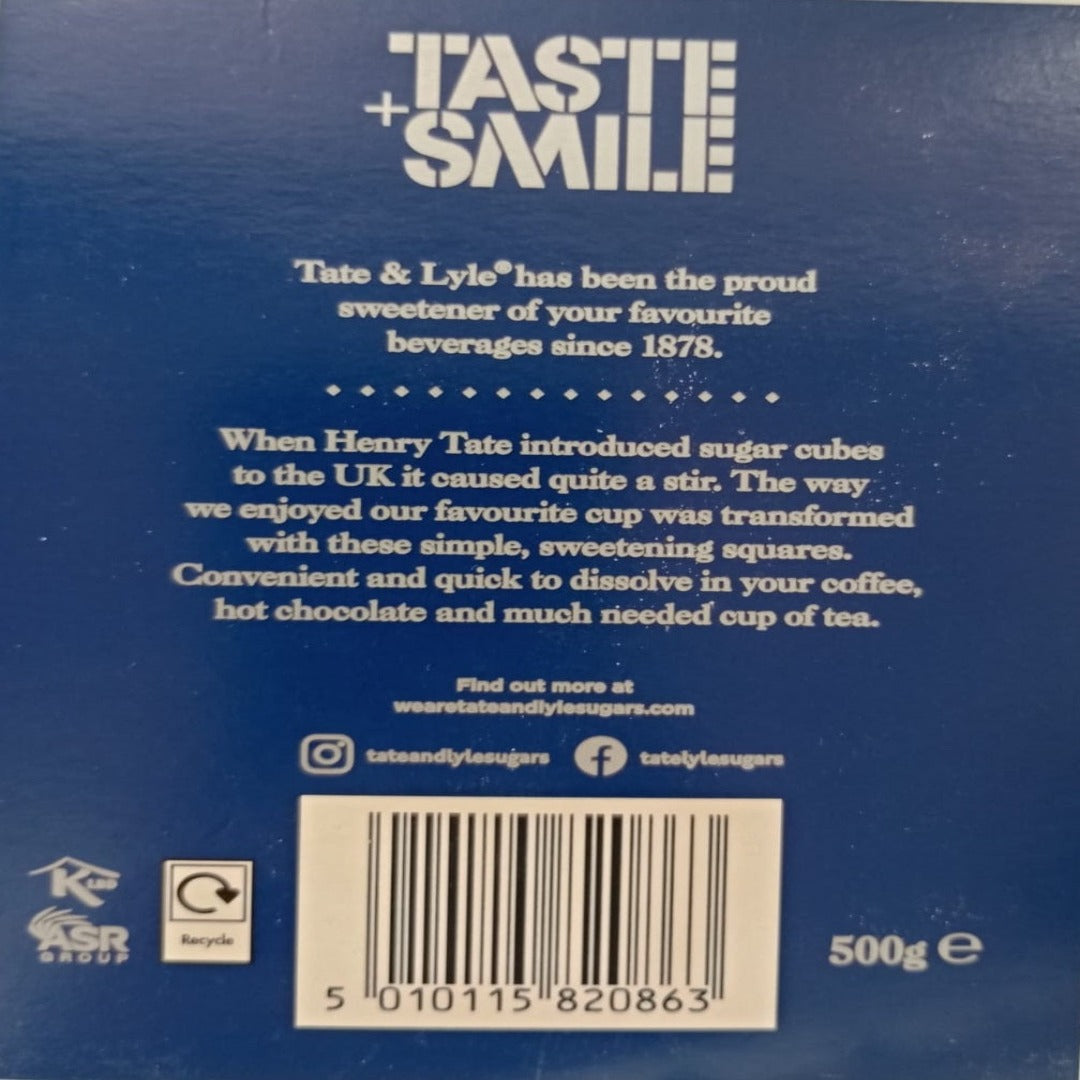 TASTE
+SMILE
Tate & Lyle® has been the proud
sweetener of your favourite
beverages since 1878.
When Henry Tate introduced sugar cubes
to the UK it caused quite a stir. The way
we enjoyed our favourite cup was transformed
with these simple, sweetening squares.
Convenient and quick to dissolve in your coffee,
hot chocolate and much needed cup of tea.
Find out more at
wearetateandlylesugars.com
tateandlylesugars tatelylesugars
K LBD
ASR
GROUP
Recycle
5 010115 820863
500g ℮